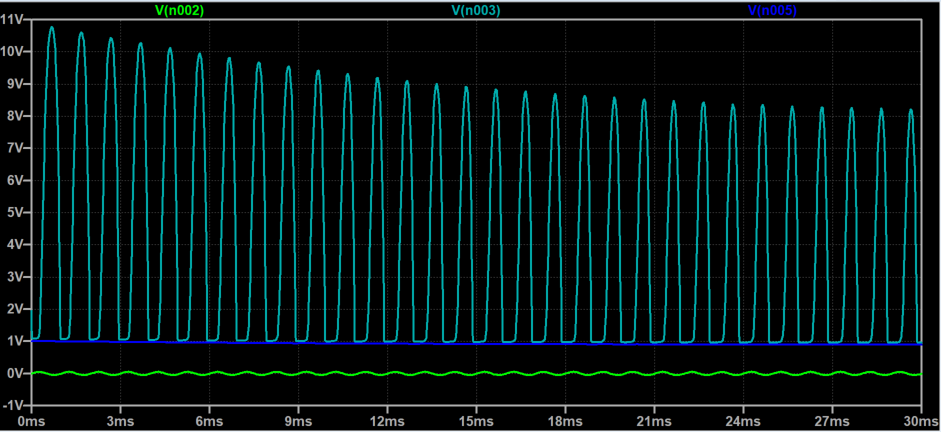 V(n002) V(n003) V(n005)
11V
10V
9V
8V
7V
6V
5V
4V
3V
2V
1V
0V
-1V
0ms 3ms 6ms 9ms 12ms 15ms 18ms 21ms 24ms 27ms 30ms